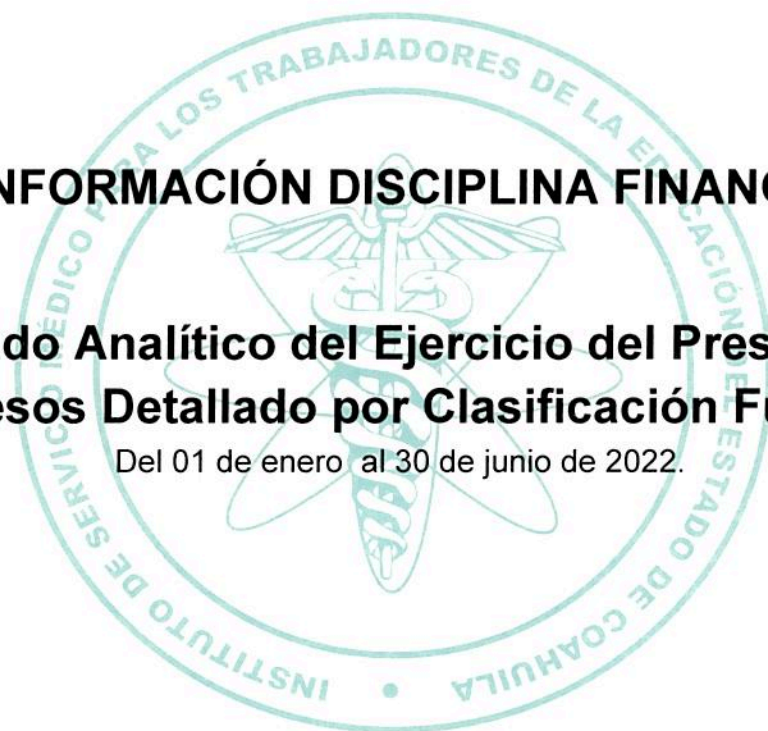 NFORMACIÓN DISCIPLINA FINANC
do Analítico del Ejercicio del Pres
esos Detallado por Clasificación Fu
Del 01 de enero al 30 de junio de 2022.
INSTITUTO DE SERVICIO MÉDICO PARA LOS TRABAJADORES DE LA EDUCACIÓN DEL ESTADO DE COAHUILA